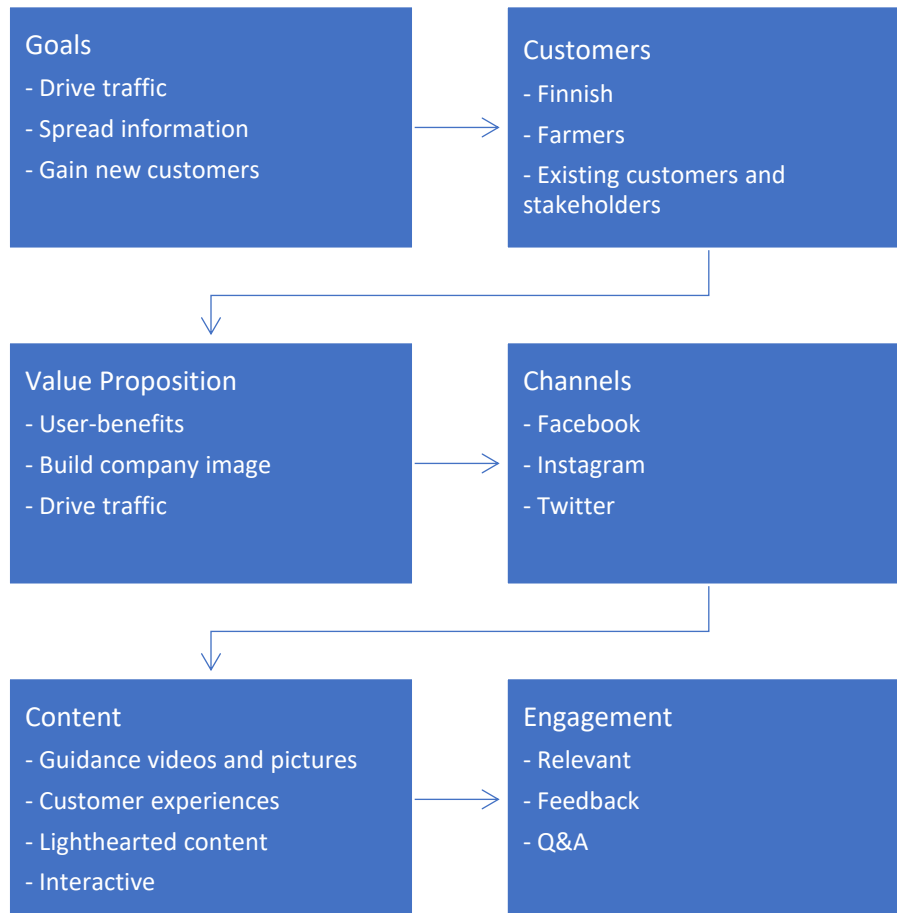 Goals
- Drive traffic
- Spread information
- Gain new customers
Customers
- Finnish
- Farmers
- Existing customers and
stakeholders
Value Proposition
- User-benefits
- Build company image
- Drive traffic
Channels
- Facebook
- Instagram
- Twitter
Content
- Guidance videos and pictures
- Customer experiences
- Lighthearted content
- Interactive
Engagement
- Relevant
- Feedback
- Q&A